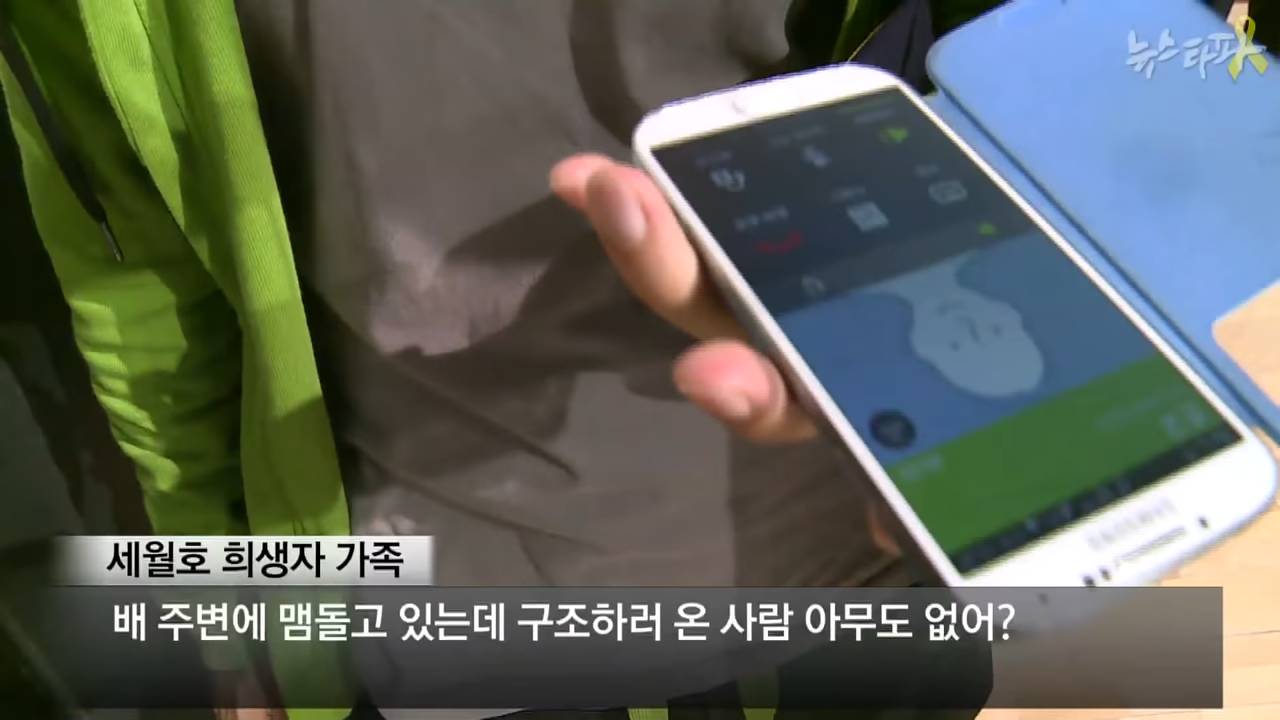 뉴스타파
세월호 희생자 가족
배 주변에 맴돌고 있는데 구조하러 온 사람 아무도 없어?